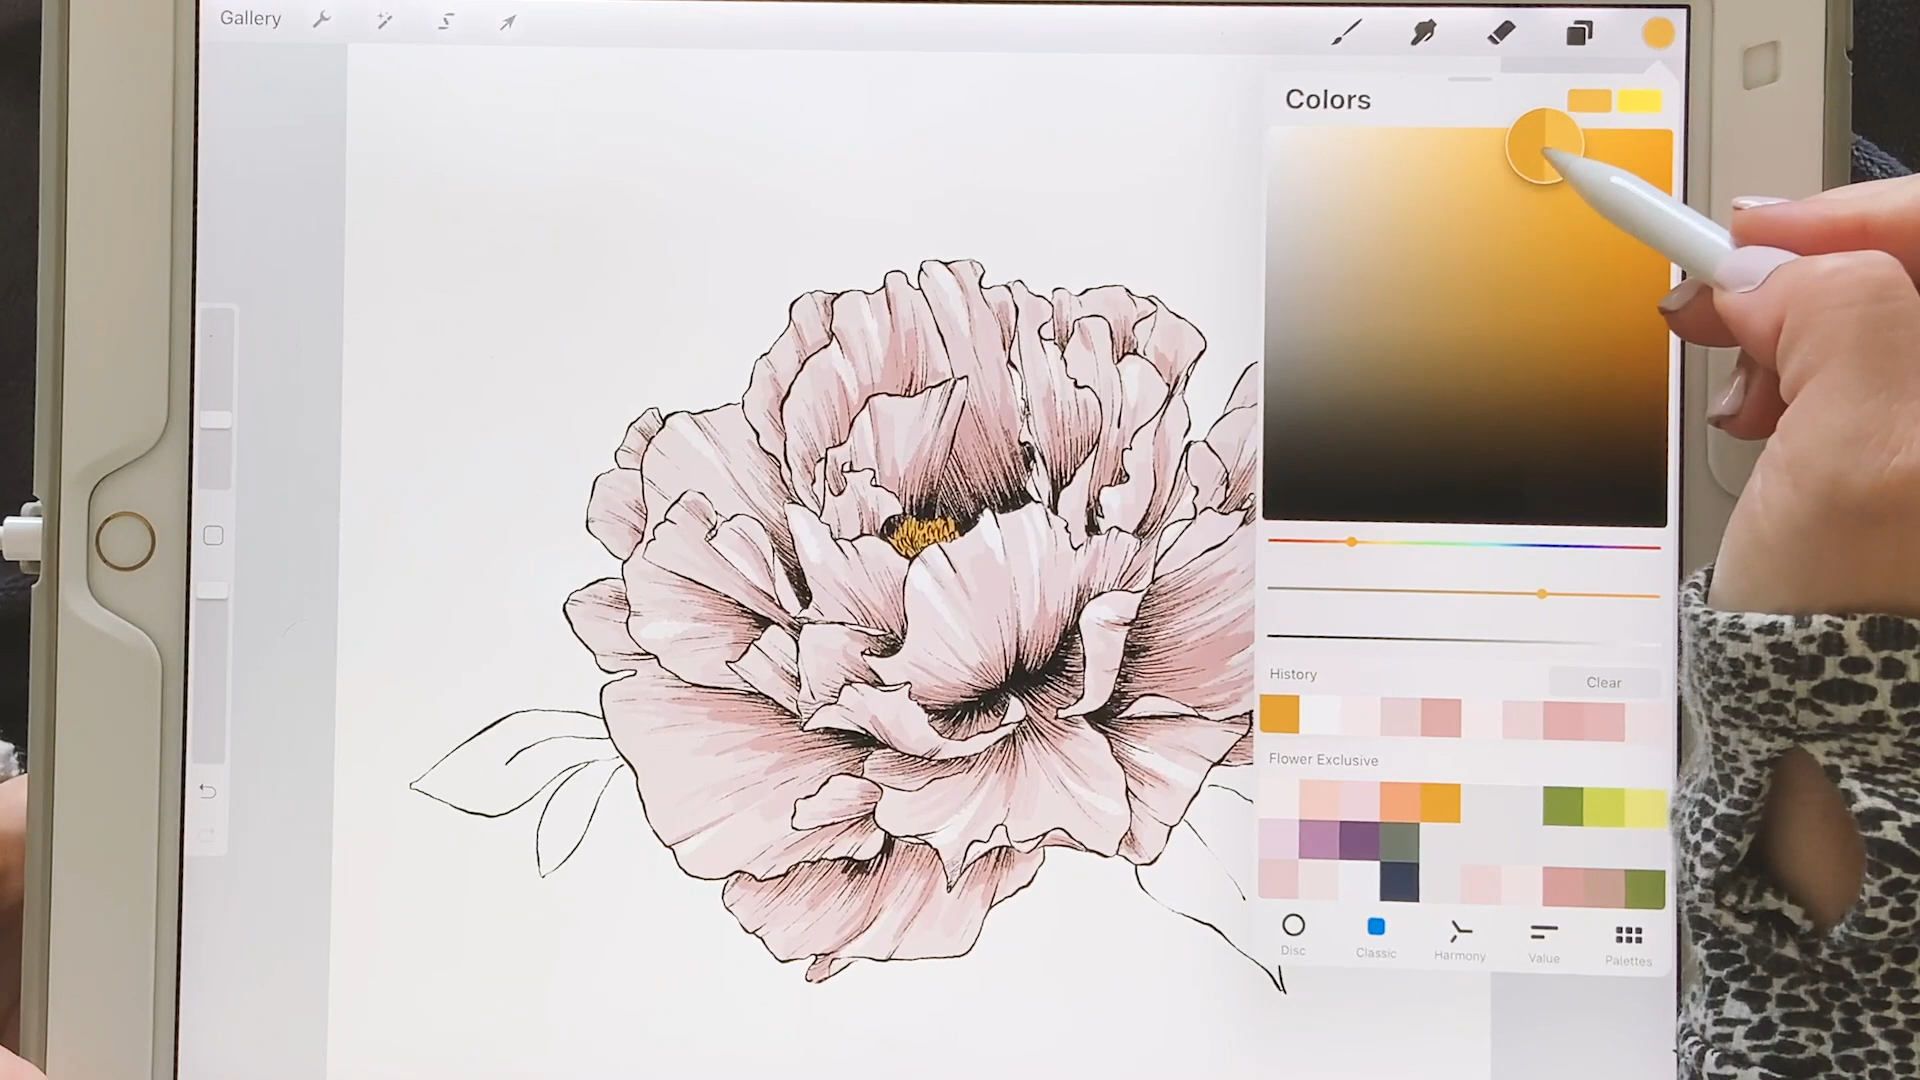 Gallery
Colors
History
Clear
Flower Exclusive
Disc
Classic
Harmony
Value
Palettes